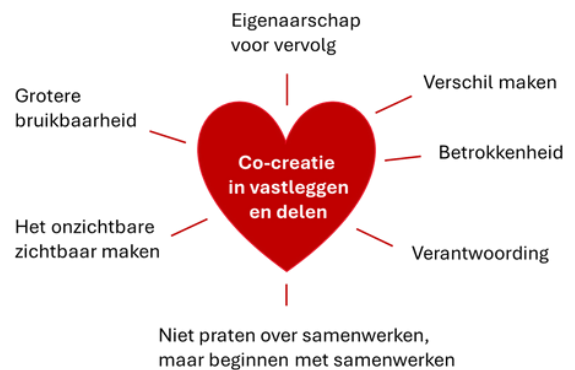 Eigenaarschap
voor vervolg
Verschil maken
Grotere
bruikbaarheid
Betrokkenheid
Co-creatie
in vastleggen
en delen
Het onzichtbare
zichtbaar maken
Verantwoording
Niet praten over samenwerken,
maar beginnen met samenwerken